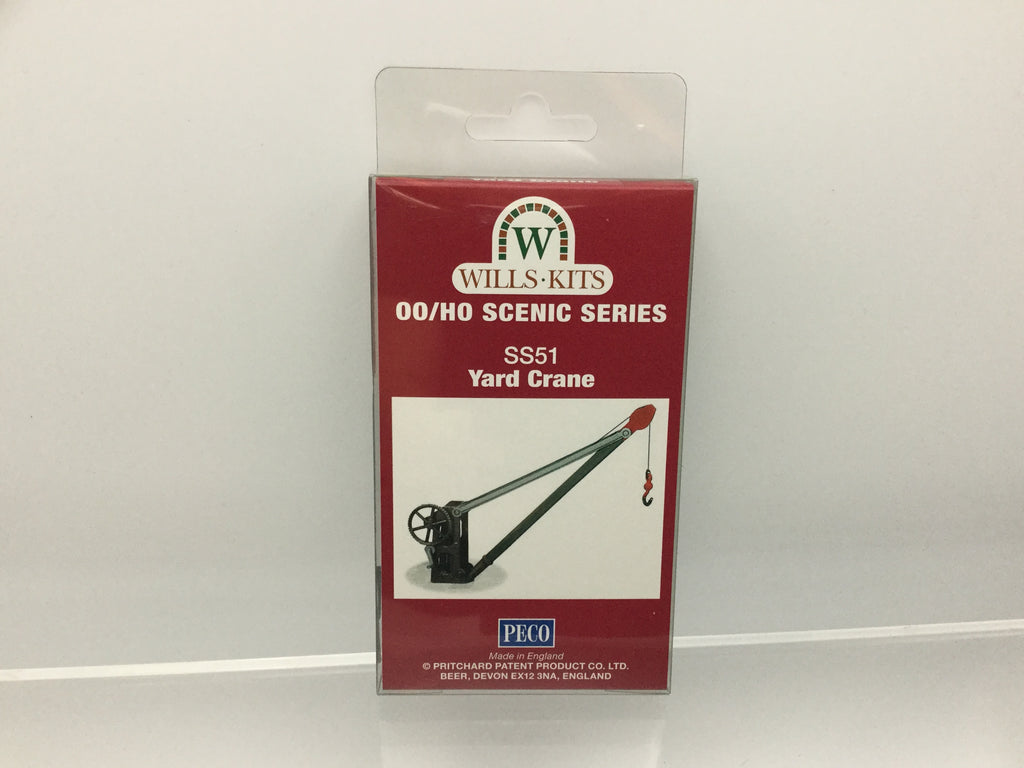 W
WILLS·KITS
OO/HO SCENIC SERIES
SS51
Yard Crane
PECO
Made in England
© PRITCHARD PATENT PRODUCT CO. LTD.
BEER, DEVON EX12 3NA, ENGLAND